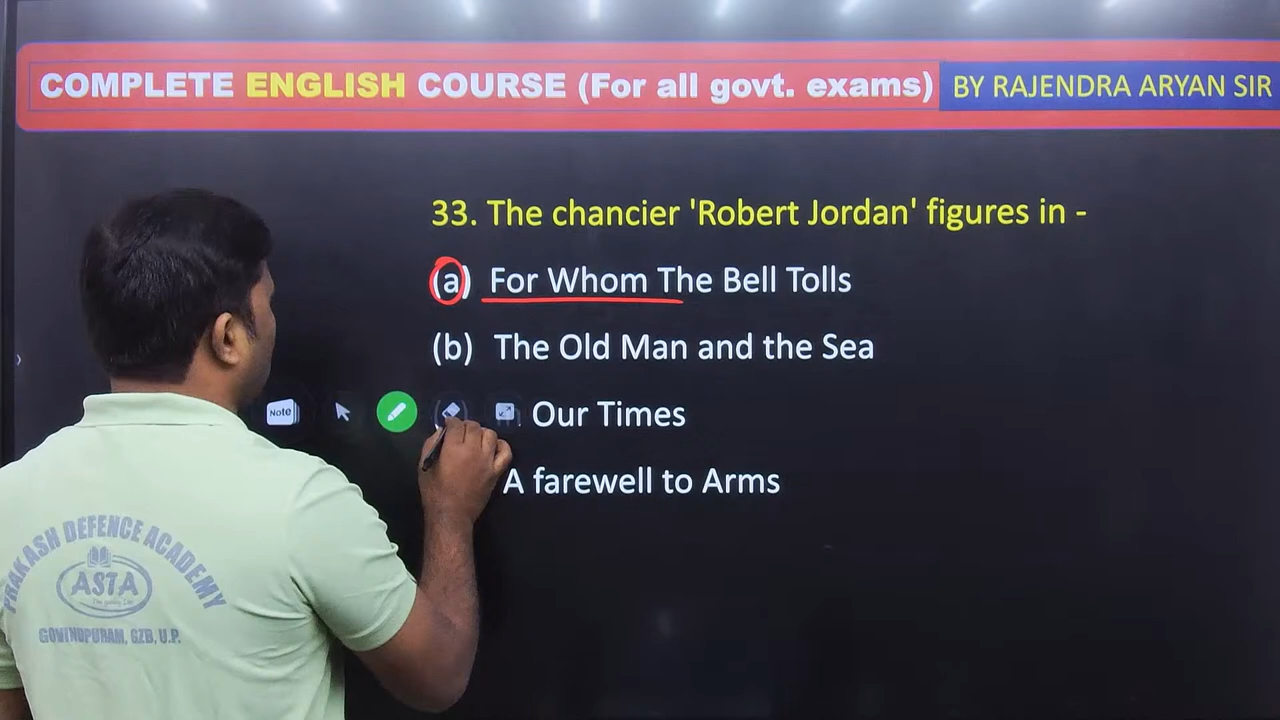 COMPLETE ENGLISH COURSE (For all govt. exams) BY RAJENDRA ARYAN SIR
33. The chancier 'Robert Jordan' figures in -
(a) For Whom The Bell Tolls
(b) The Old Man and the Sea
Note
Our Times
A farewell to Arms
PRAKASH DEFENCE ACADEMY
ASTA
GOVINDPURAM, GZB, U.P.